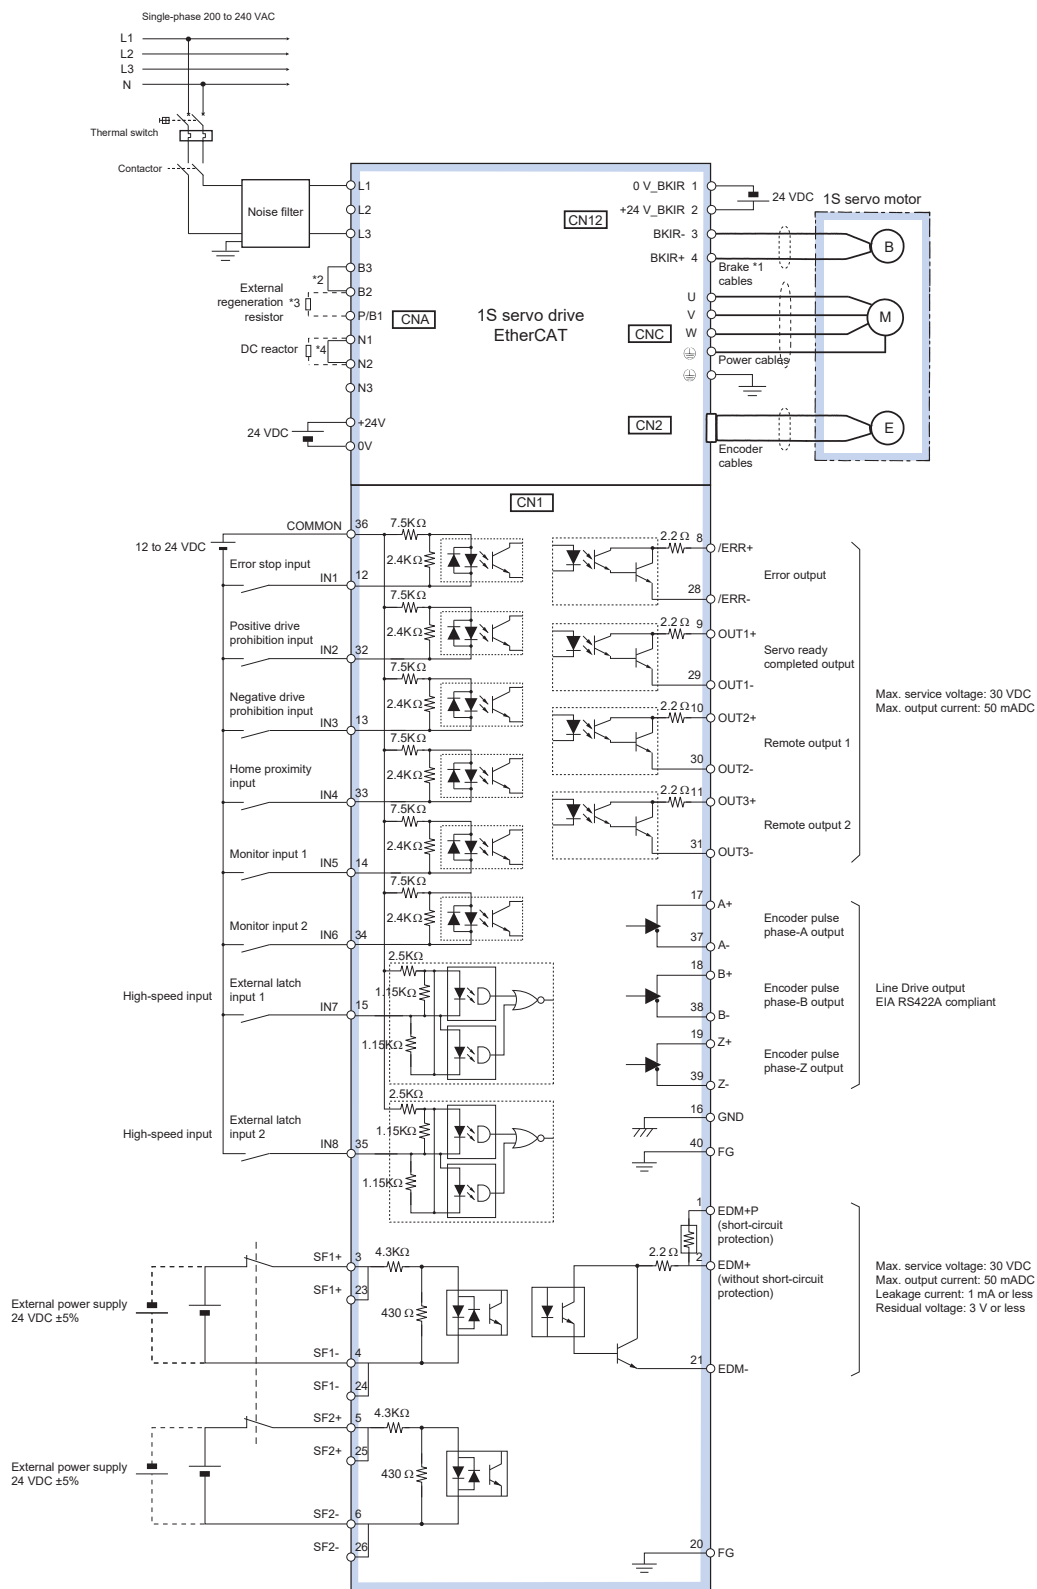 Single-phase 200 to 240 VAC
L1
L2
L3
N
Thermal switch
Contactor
Noise filter
L1
L2
L3
B3
*2
B2
External
regeneration
resistor
*3
P/B1
N1
DC reactor
*4
N2
N3
+24V
24 VDC
0V
CNA
1S servo drive
EtherCAT
CN12
0 V_BKIR 1
+24 V_BKIR 2
BKIR- 3
BKIR+ 4
24 VDC
1S servo motor
B
Brake *1
cables
U
V
W
CNC
M
Power cables
CN2
E
Encoder
cables
CN1
COMMON
36
12 to 24 VDC
7.5KΩ
2.4KΩ
Error stop input
IN1
12
7.5KΩ
2.4KΩ
Positive drive
prohibition input
IN2
32
7.5KΩ
2.4KΩ
Negative drive
prohibition input
IN3
13
7.5KΩ
2.4KΩ
Home proximity
input
IN4
33
7.5KΩ
2.4KΩ
Monitor input 1
IN5
14
7.5KΩ
2.4KΩ
Monitor input 2
IN6
34
2.5KΩ
1.15KΩ
High-speed input
External latch
input 1
IN7
15
1.15KΩ
2.5KΩ
1.15KΩ
High-speed input
External latch
input 2
IN8
35
1.15KΩ
2.2 Ω
8
/ERR+
Error output
28
/ERR-
2.2 Ω
9
OUT1+
Servo ready
completed output
29
OUT1-
2.2 Ω
10
OUT2+
Remote output 1
30
OUT2-
2.2 Ω
11
OUT3+
Remote output 2
31
OUT3-
Max. service voltage: 30 VDC
Max. output current: 50 mADC
17
A+
Encoder pulse
phase-A output
37
A-
18
B+
Encoder pulse
phase-B output
38
B-
19
Z+
Encoder pulse
phase-Z output
39
Z-
Line Drive output
EIA RS422A compliant
16
GND
40
FG
1
EDM+P
(short-circuit
protection)
2.2 Ω
2
EDM+
(without short-circuit
protection)
21
EDM-
Max. service voltage: 30 VDC
Max. output current: 50 mADC
Leakage current: 1 mA or less
Residual voltage: 3 V or less
SF1+
3
4.3KΩ
SF1+
23
430 Ω
External power supply
24 VDC ±5%
SF1-
4
SF1-
24
SF2+
5
4.3KΩ
SF2+
25
430 Ω
External power supply
24 VDC ±5%
SF2-
6
SF2-
26
20
FG